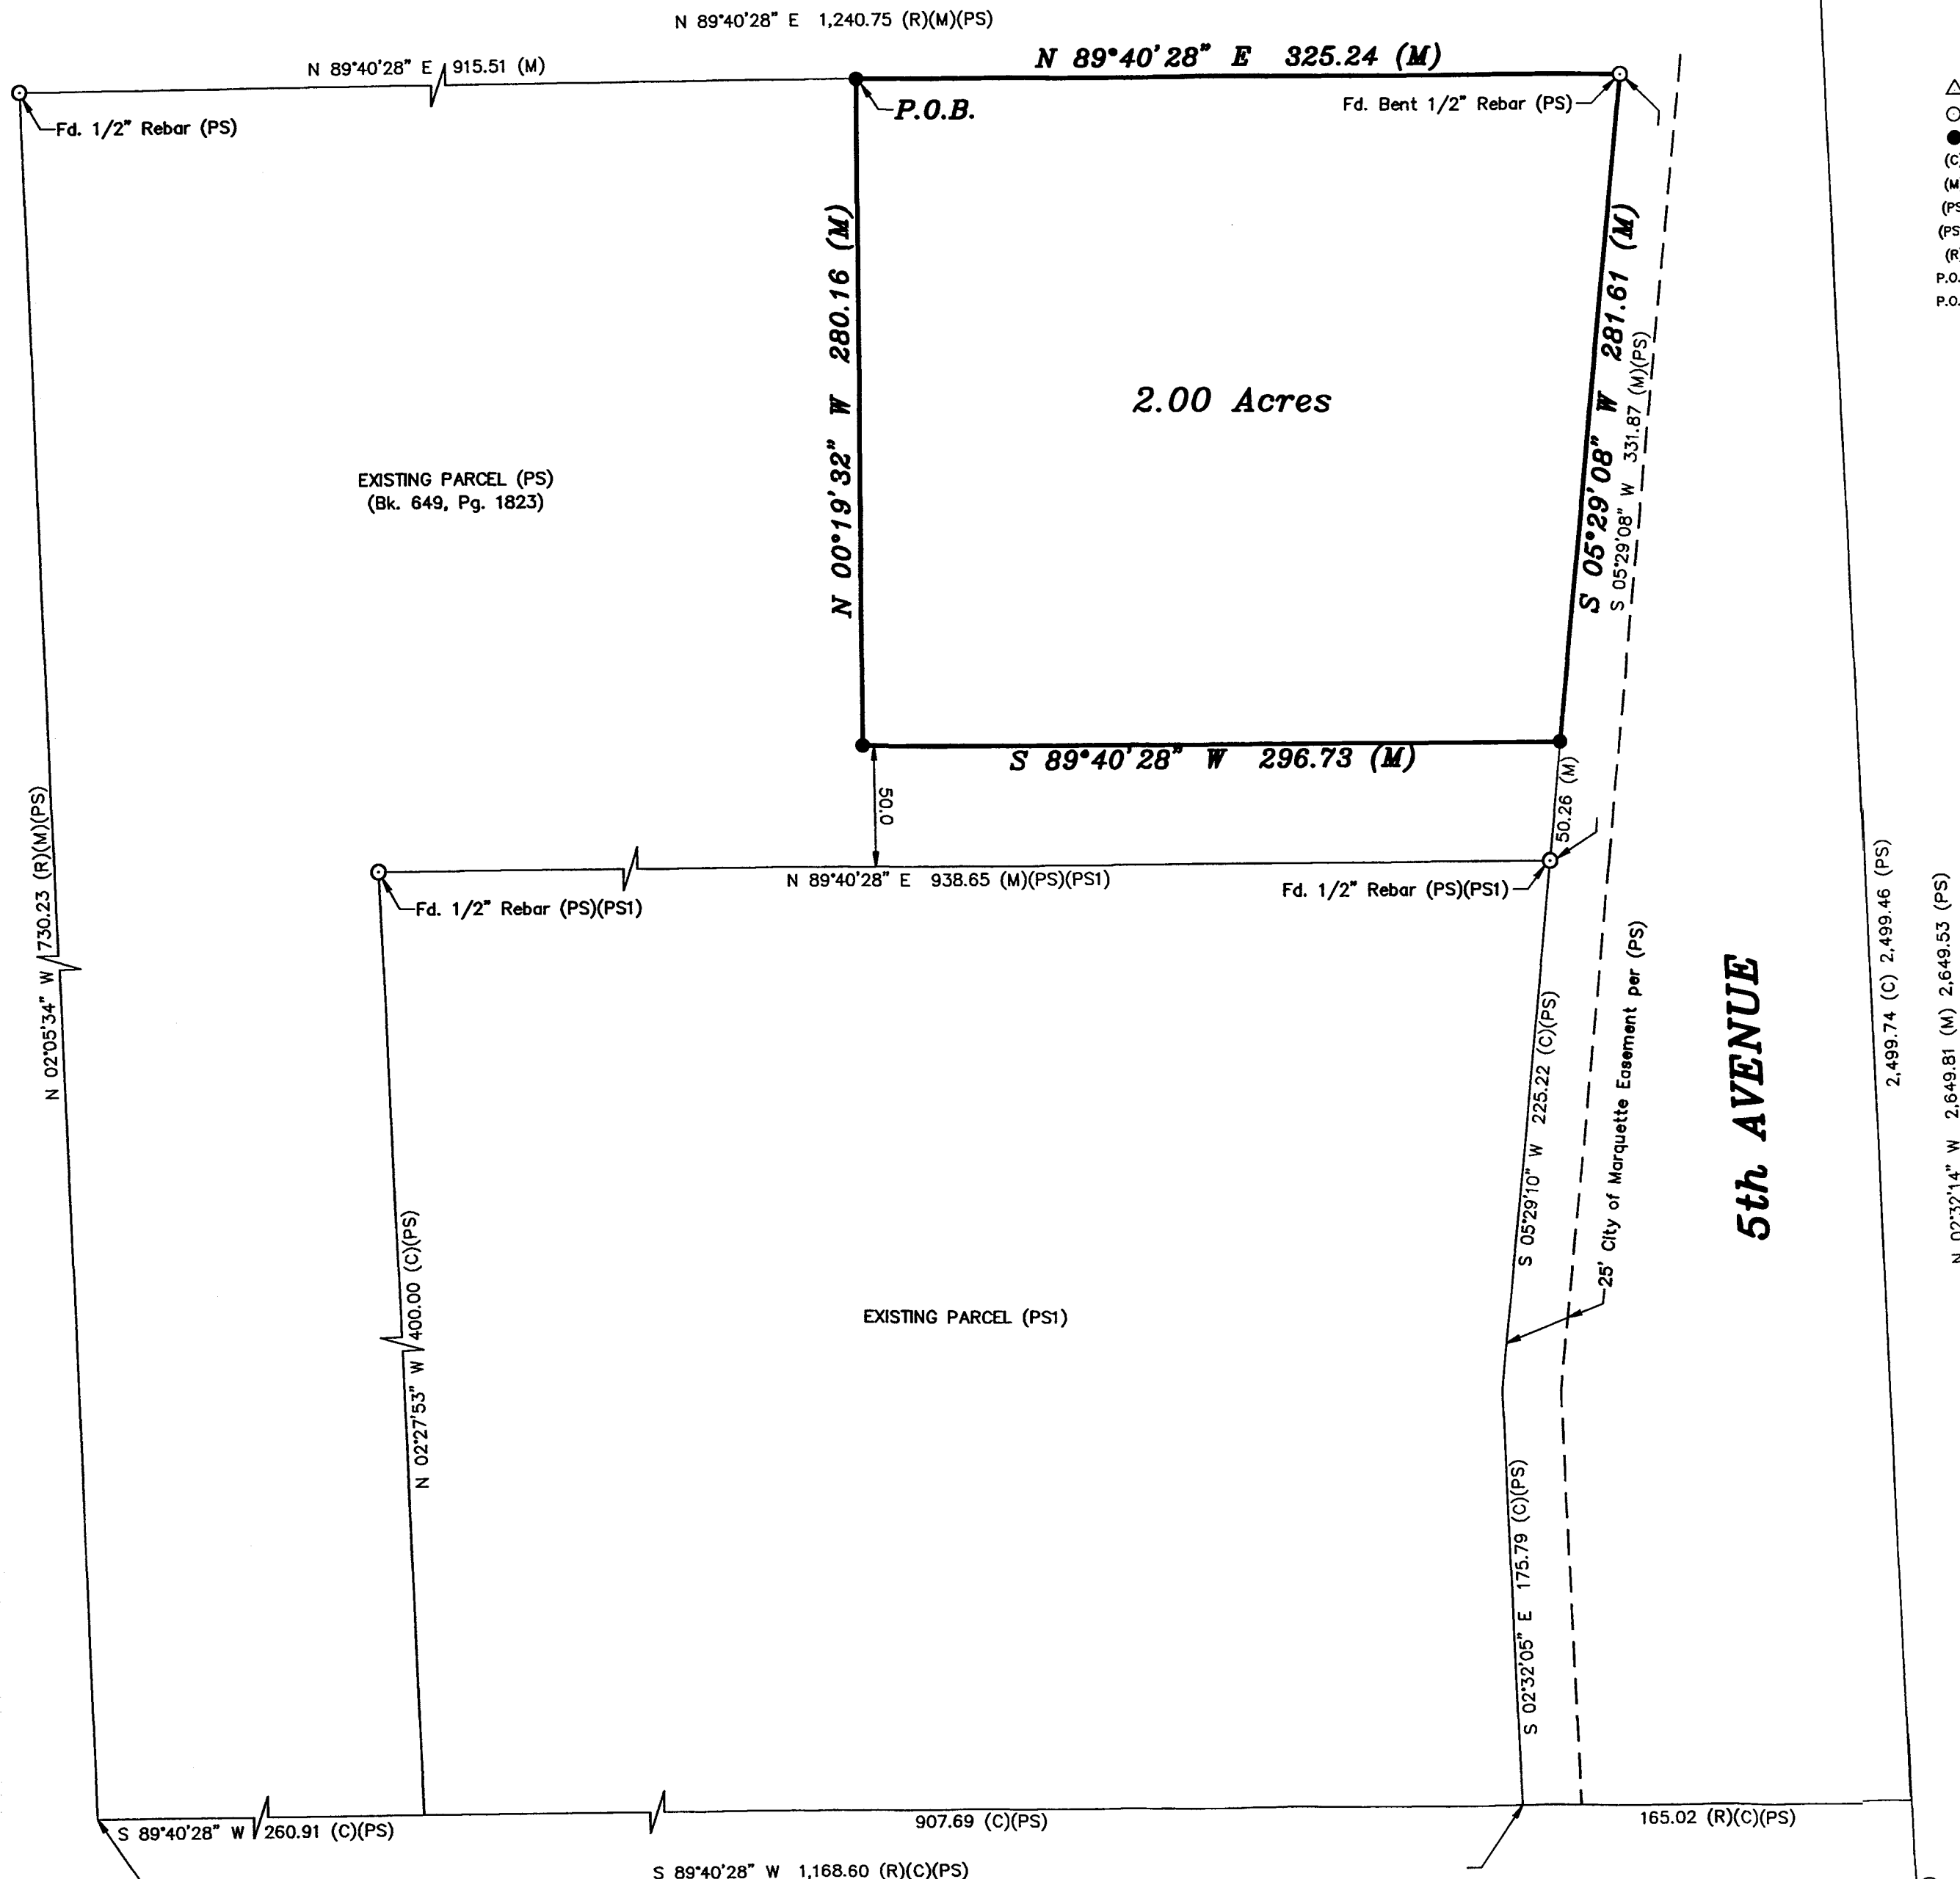 N 89°40'28" E 1,240.75 (R)(M)(PS)
N 89°40'28" E 915.51 (M)
N 89°40'28" E 325.24 (M)
Fd. 1/2" Rebar (PS)
P.O.B.
Fd. Bent 1/2" Rebar (PS)
(C
(M
(PS
(PS
(R
P.O.
P.O.
N 00°19'32" W 280.16 (M)
S 05°29'08" W 281.61 (M)
S 05°29'08" W 331.87 (M)(PS)
2.00 Acres
EXISTING PARCEL (PS)
(Bk. 649, Pg. 1823)
S 89°40'28" W 296.73 (M)
50.0
50.26 (M)
N 02°05'34" W 730.23 (R)(M)(PS)
N 89°40'28" E 938.65 (M)(PS)(PS1)
Fd. 1/2" Rebar (PS)(PS1)
Fd. 1/2" Rebar (PS)(PS1)
2,499.74 (C) 2,499.46 (PS)
N 02°32'14" W 2,649.81 (M) 2,649.53 (PS)
5th AVENUE
25' City of Marquette Easement per (PS)
S 05°29'10" W 225.22 (C)(PS)
N 02°27'53" W 400.00 (C)(PS)
EXISTING PARCEL (PS1)
S 02°32'05" E 175.79 (C)(PS)
S 89°40'28" W 260.91 (C)(PS)
907.69 (C)(PS)
165.02 (R)(C)(PS)
S 89°40'28" W 1,168.60 (R)(C)(PS)